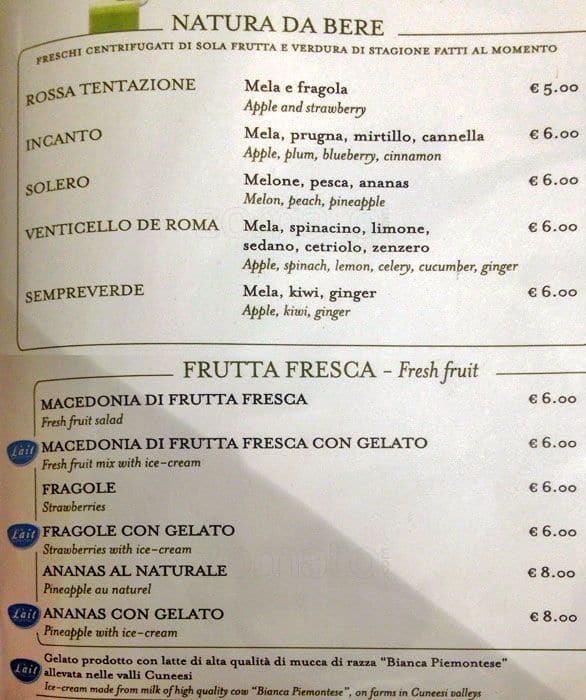 NATURA DA BERE
FRESCHI CENTRIFUGATI DI SOLA FRUTTA E VERDURA DI STAGIONE FATTI AL MOMENTO
ROSSA TENTAZIONE Mela e fragola € 5.00
Apple and strawberry
INCANTO Mela, prugna, mirtillo, cannella € 6.00
Apple, plum, blueberry, cinnamon
SOLERO Melone, pesca, ananas € 6.00
Melon, peach, pineapple
VENTICELLO DE ROMA Mela, spinacino, limone, € 6.00
sedano, cetriolo, zenzero
Apple, spinach, lemon, celery, cucumber, ginger
SEMPREVERDE Mela, kiwi, ginger € 6.00
Apple, kiwi, ginger
FRUTTA FRESCA - Fresh fruit
MACEDONIA DI FRUTTA FRESCA € 6.00
Fresh fruit salad
Làit MACEDONIA DI FRUTTA FRESCA CON GELATO € 6.00
Fresh fruit mix with ice-cream
FRAGOLE € 6.00
Strawberries
Làit FRAGOLE CON GELATO € 6.00
Strawberries with ice-cream
ANANAS AL NATURALE € 8.00
Pineapple au naturel
Làit ANANAS CON GELATO € 8.00
Pineapple with ice-cream
Làit Gelato prodotto con latte di alta qualità di mucca di razza "Bianca Piemontese"
allevata nelle valli Cuneesi
Ice-cream made from milk of high quality cow "Bianca Piemontese", on farms in Cuneesi valleys